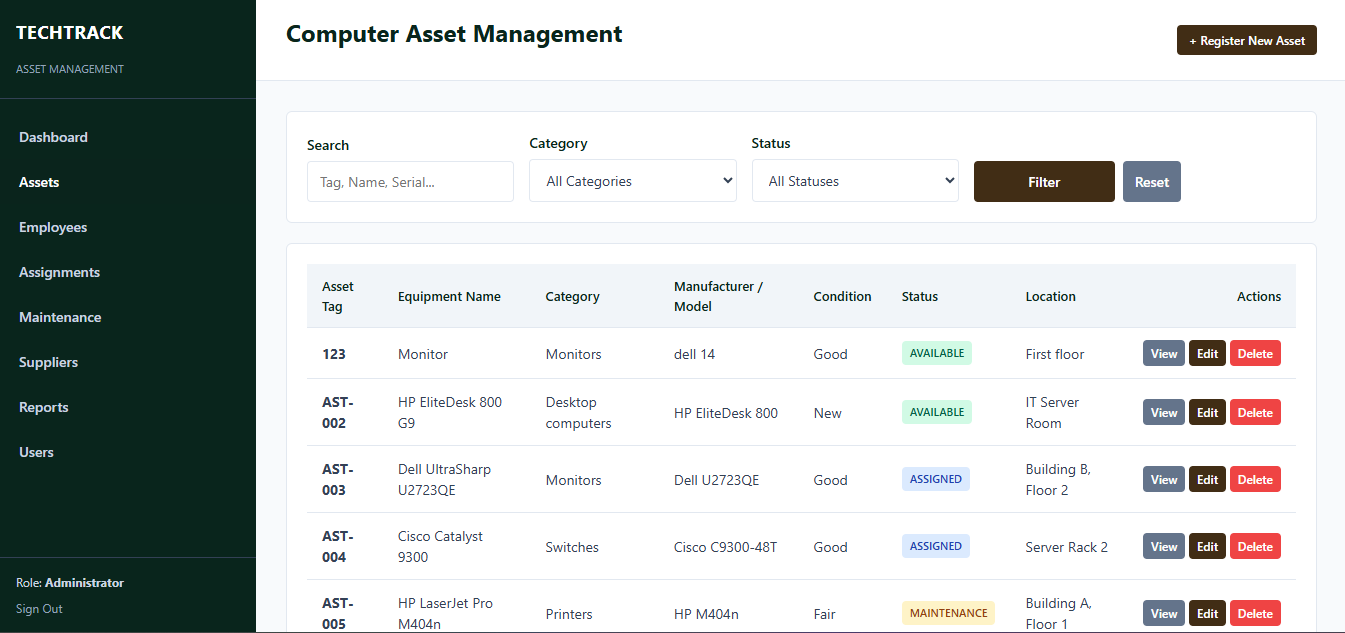 TECHTRACK
ASSET MANAGEMENT
Dashboard
Assets
Employees
Assignments
Maintenance
Suppliers
Reports
Users
Role: Administrator
Sign Out
Computer Asset Management
+ Register New Asset
Search
Category
Status
Tag, Name, Serial...
All Categories
All Statuses
Filter
Reset
Asset
Tag
Equipment Name
Category
Manufacturer /
Model
Condition
Status
Location
Actions
123
Monitor
Monitors
dell 14
Good
AVAILABLE
First floor
View
Edit
Delete
AST-
002
HP EliteDesk 800
G9
Desktop
computers
HP EliteDesk 800
New
AVAILABLE
IT Server
Room
View
Edit
Delete
AST-
003
Dell UltraSharp
U2723QE
Monitors
Dell U2723QE
Good
ASSIGNED
Building B,
Floor 2
View
Edit
Delete
AST-
004
Cisco Catalyst
9300
Switches
Cisco C9300-48T
Good
ASSIGNED
Server Rack 2
View
Edit
Delete
AST-
005
HP LaserJet Pro
M404n
Printers
HP M404n
Fair
MAINTENANCE
Building A,
Floor 1
View
Edit
Delete